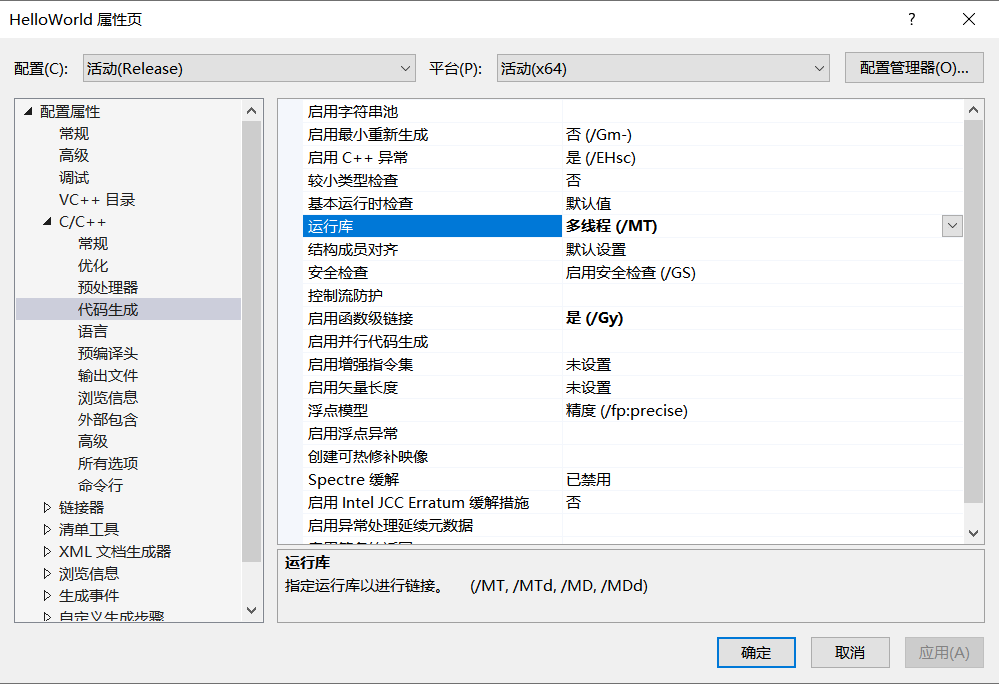 HelloWorld 属性页
配置(C): 活动(Release) 平台(P): 活动(x64) 配置管理器(O)...
配置属性
常规
高级
调试
VC++ 目录
C/C++
常规
优化
预处理器
代码生成
语言
预编译头
输出文件
浏览信息
外部包含
高级
所有选项
命令行
链接器
清单工具
XML 文档生成器
浏览信息
生成事件
自定义生成步骤
启用字符串池
启用最小重新生成 否 (/Gm-)
启用 C++ 异常 是 (/EHsc)
较小类型检查 否
基本运行时检查 默认值
运行库 多线程 (/MT)
结构成员对齐 默认设置
安全检查 启用安全检查 (/GS)
控制流防护
启用函数级链接 是 (/Gy)
启用并行代码生成
启用增强指令集 未设置
启用矢量长度 未设置
浮点模型 精度 (/fp:precise)
启用浮点异常
创建可热修补映像
Spectre 缓解 已禁用
启用 Intel JCC Erratum 缓解措施 否
启用异常处理延续元数据
运行库
指定运行库以进行链接。 (/MT, /MTd, /MD, /MDd)
确定 取消 应用(A)